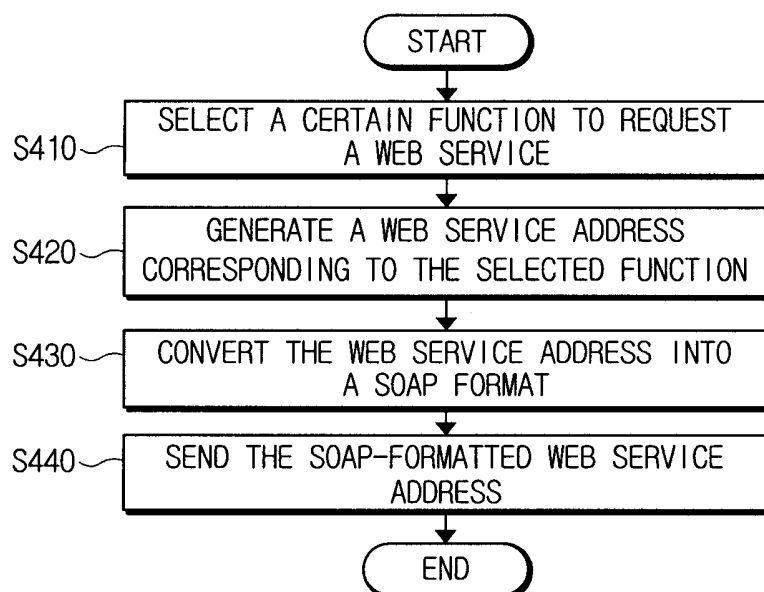 START
S410
SELECT A CERTAIN FUNCTION TO REQUEST
A WEB SERVICE
S420
GENERATE A WEB SERVICE ADDRESS
CORRESPONDING TO THE SELECTED FUNCTION
S430
CONVERT THE WEB SERVICE ADDRESS INTO
A SOAP FORMAT
S440
SEND THE SOAP-FORMATTED WEB SERVICE
ADDRESS
END